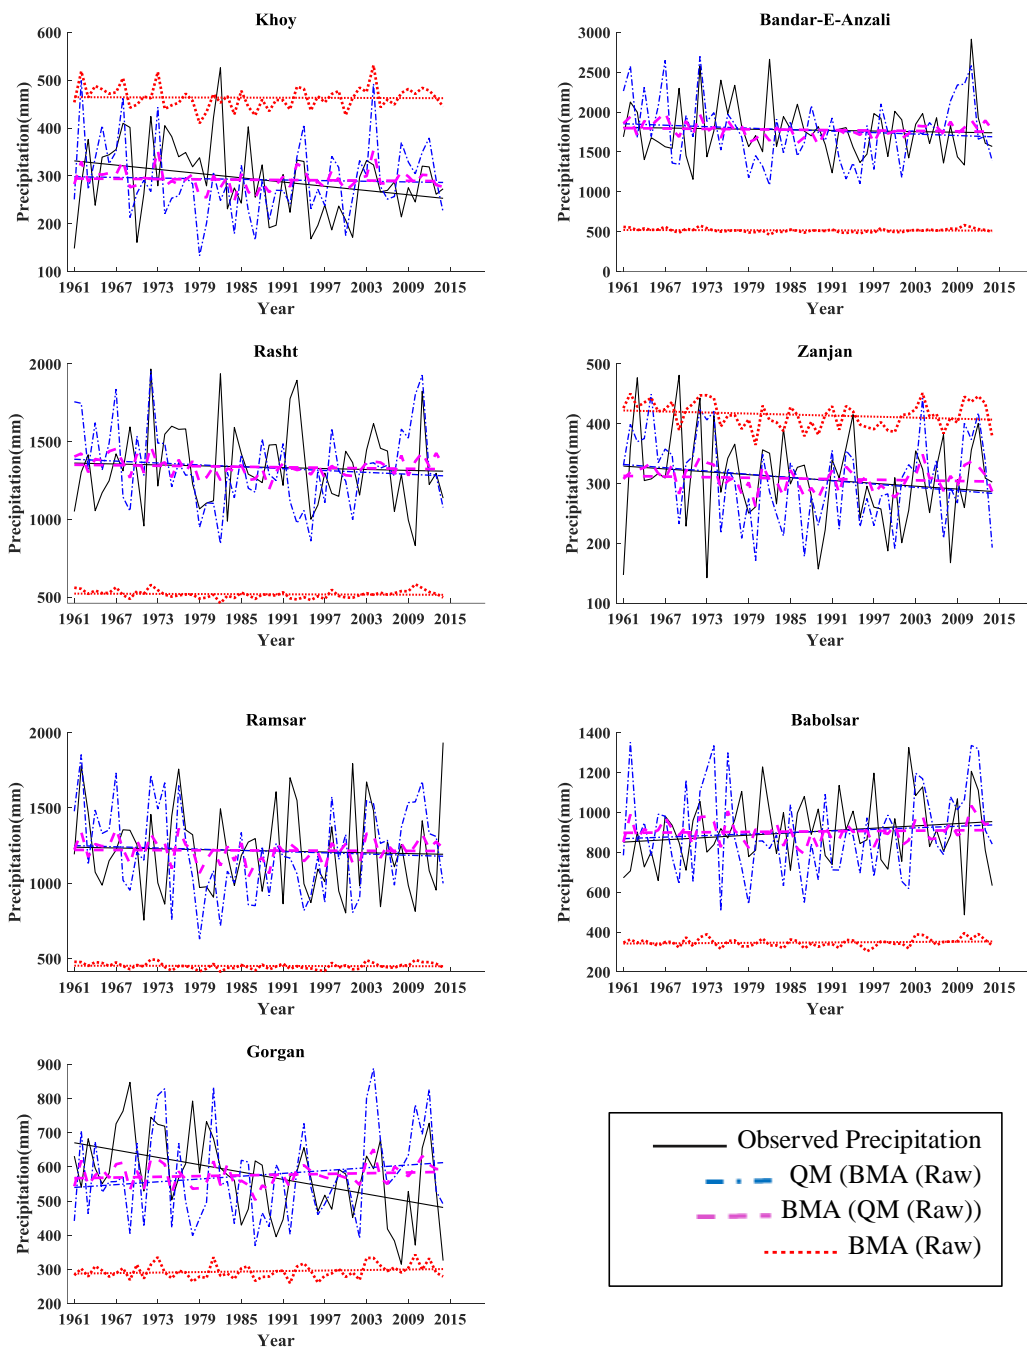 Khoy
600
500
400
300
200
100
Precipitation(mm)
1961 1967 1973 1979 1985 1991 1997 2003 2009 2015
Year
Bandar-E-Anzali
3000
2500
2000
1500
1000
500
0
Precipitation(mm)
1961 1967 1973 1979 1985 1991 1997 2003 2009 2015
Year
Rasht
2000
1500
1000
500
Precipitation(mm)
1961 1967 1973 1979 1985 1991 1997 2003 2009 2015
Year
Zanjan
500
400
300
200
100
Precipitation(mm)
1961 1967 1973 1979 1985 1991 1997 2003 2009 2015
Year
Ramsar
2000
1500
1000
500
Precipitation(mm)
1961 1967 1973 1979 1985 1991 1997 2003 2009 2015
Year
Babolsar
1400
1200
1000
800
600
400
200
Precipitation(mm)
1961 1967 1973 1979 1985 1991 1997 2003 2009 2015
Year
Gorgan
900
800
700
600
500
400
300
200
Precipitation(mm)
1961 1967 1973 1979 1985 1991 1997 2003 2009 2015
Year
Observed Precipitation
QM (BMA (Raw)
BMA (QM (Raw))
BMA (Raw)